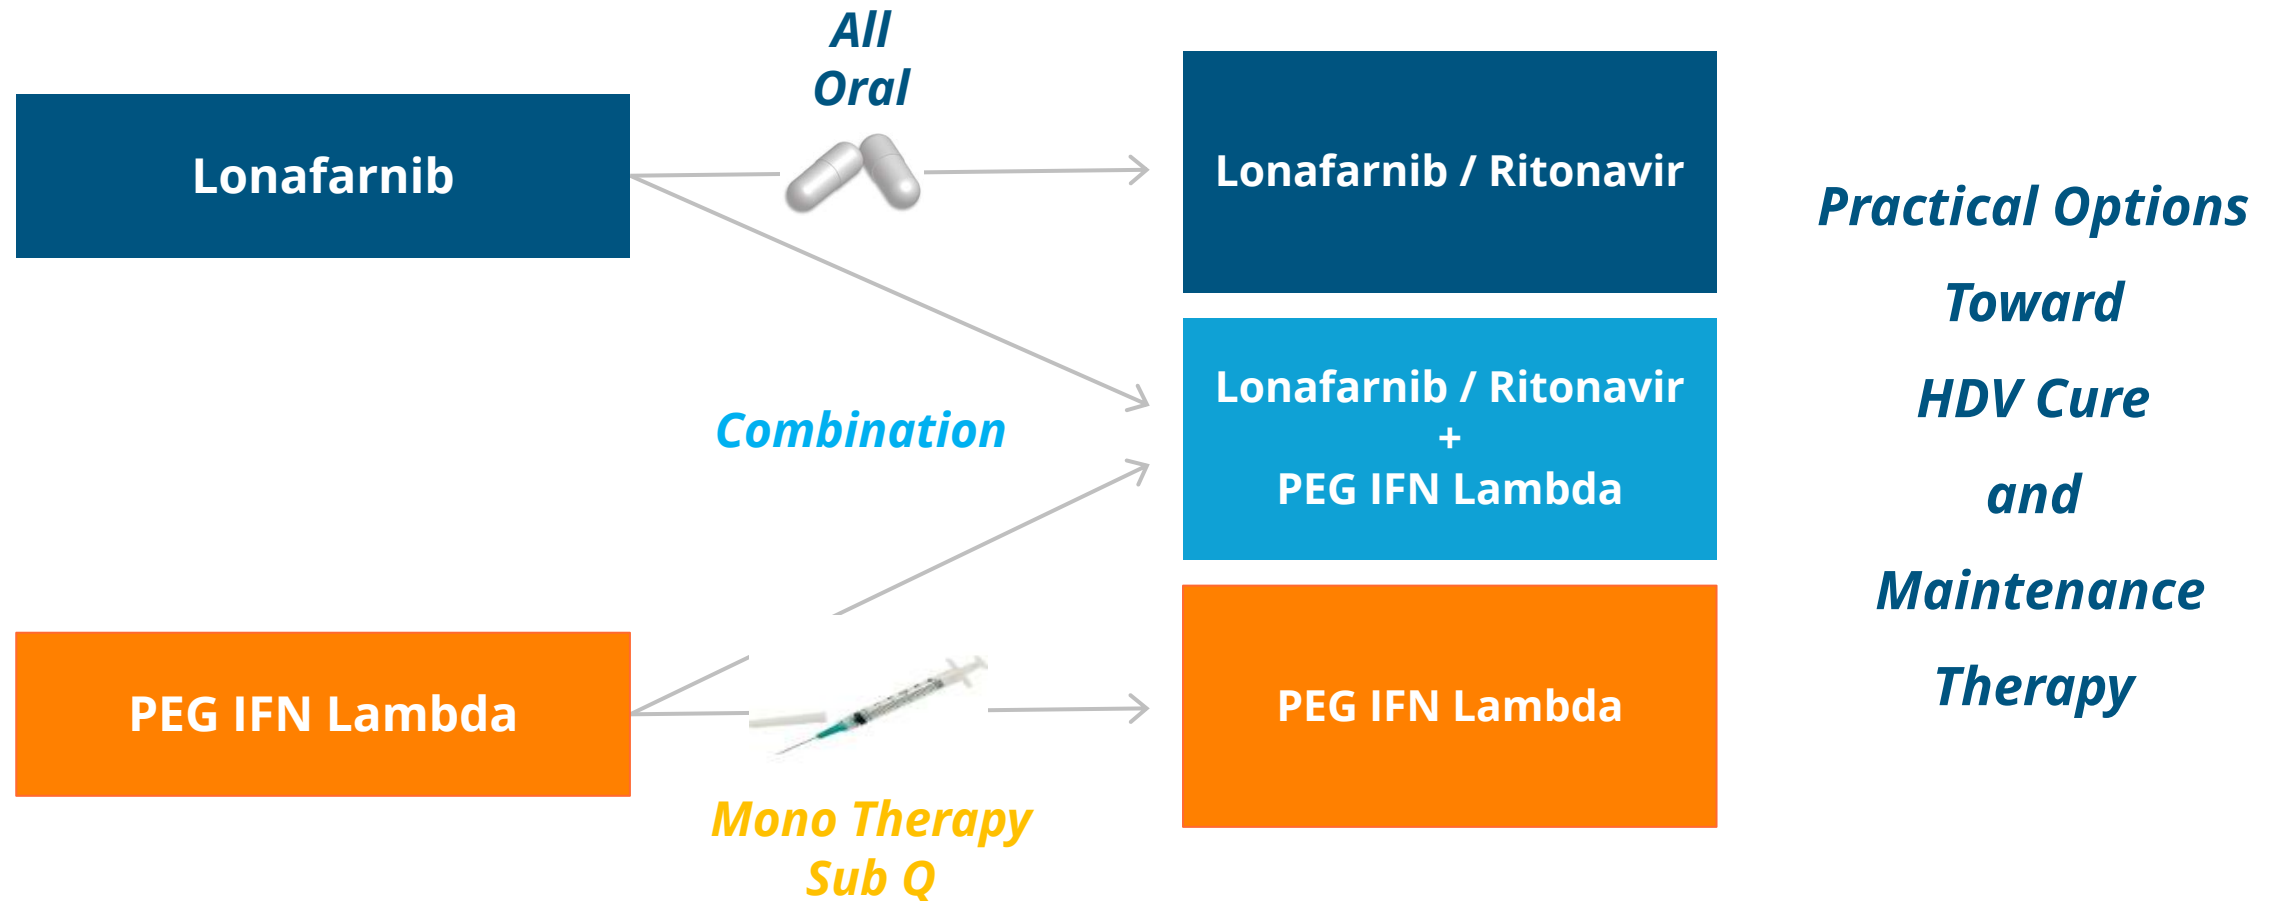 All
Oral
Lonafarnib
Lonafarnib / Ritonavir
Lonafarnib / Ritonavir
+
PEG IFN Lambda
Combination
PEG IFN Lambda
PEG IFN Lambda
Mono Therapy
Sub Q
Practical Options
Toward
HDV Cure
and
Maintenance
Therapy